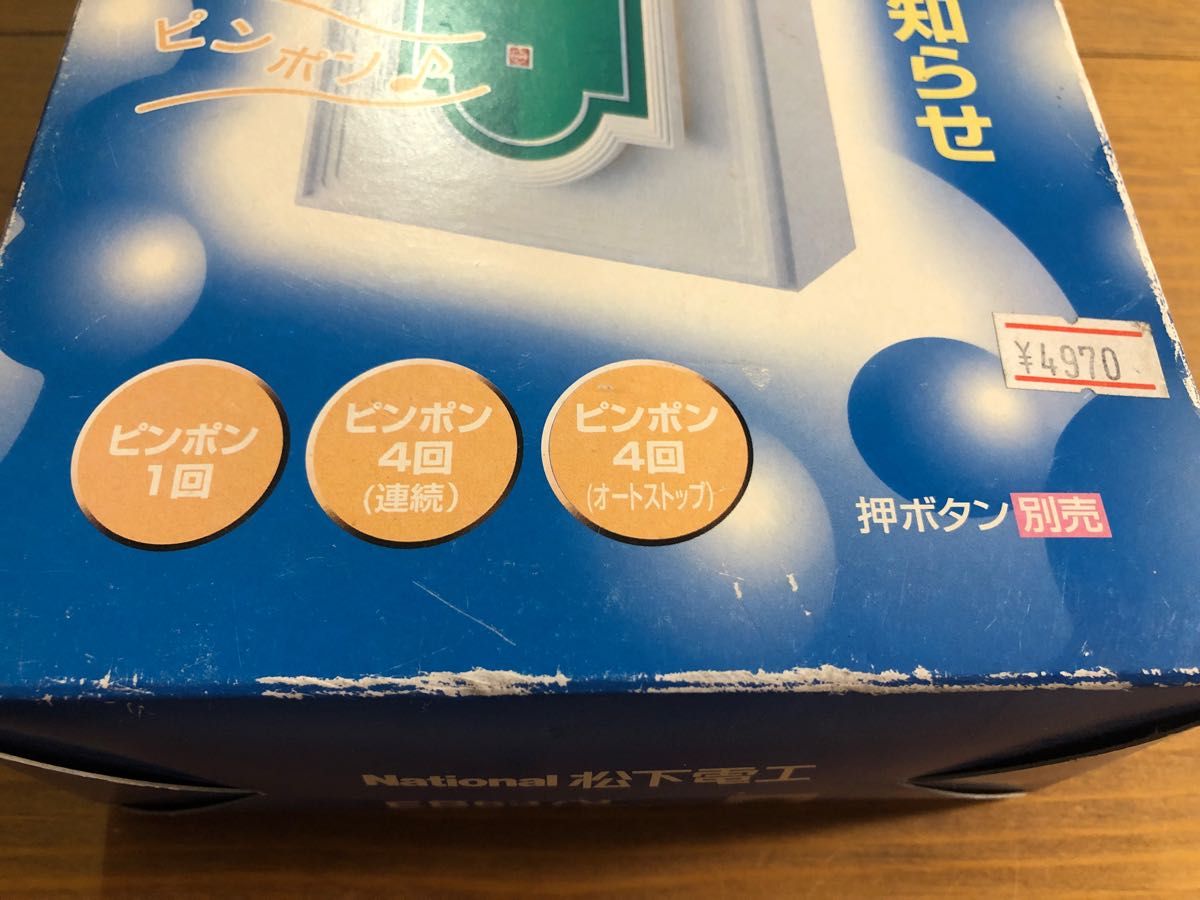 ピンポン♪
知らせ
¥4970
ピンポン
1回
ピンポン
4回
(連続)
ピンポン
4回
(オートストップ)
押ボタン 別売
National 松下電工